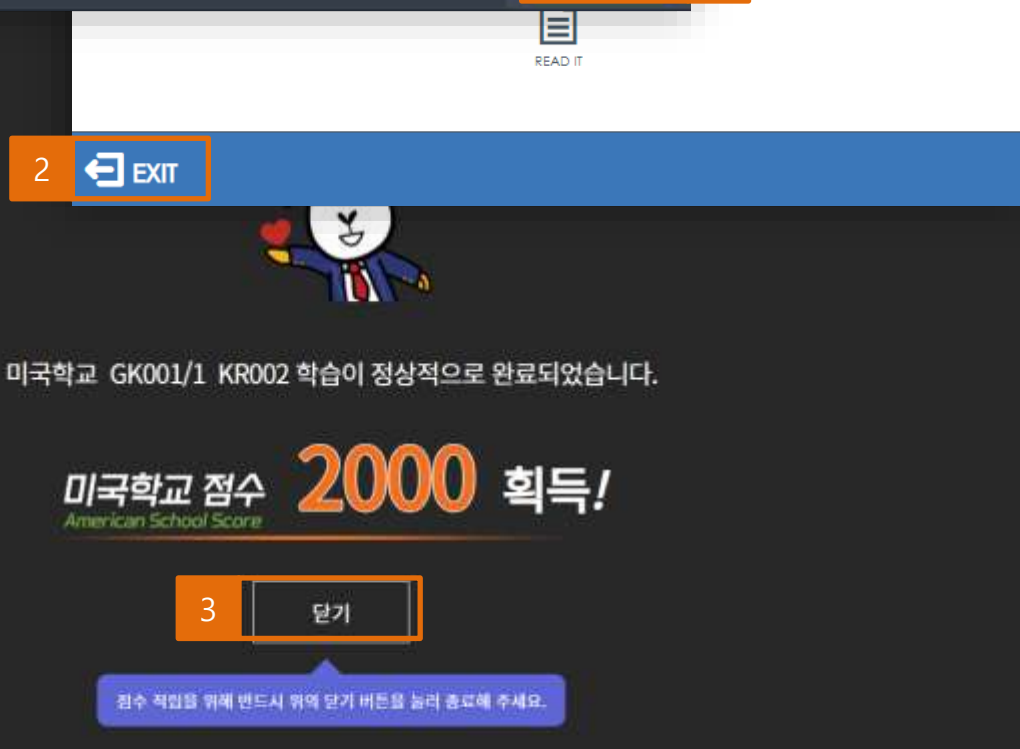 READ IT
2 EXIT
미국학교 GK001/1 KR002 학습이 정상적으로 완료되었습니다.
미국학교 점수 2000 획득!
American School Score
3 닫기
점수 적립을 위해 반드시 위의 닫기 버튼을 눌러 종료해 주세요.